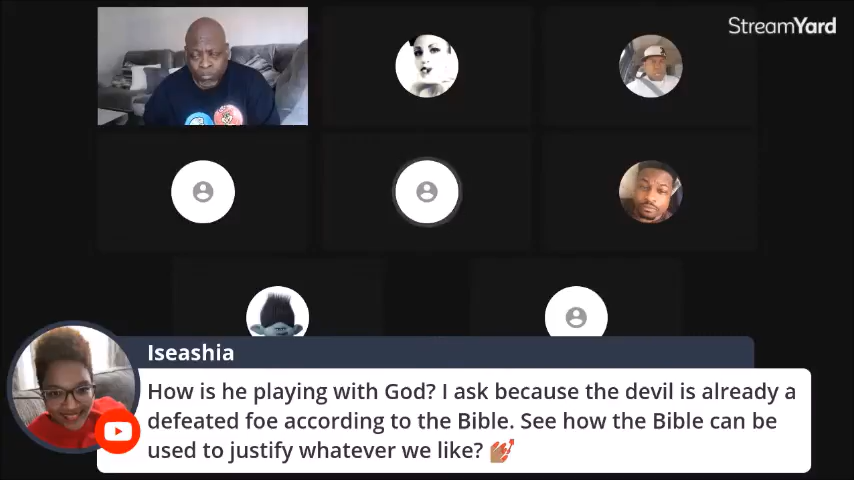 StreamYard
Iseashia
How is he playing with God? I ask because the devil is already a
defeated foe according to the Bible. See how the Bible can be
used to justify whatever we like? 💅🏽